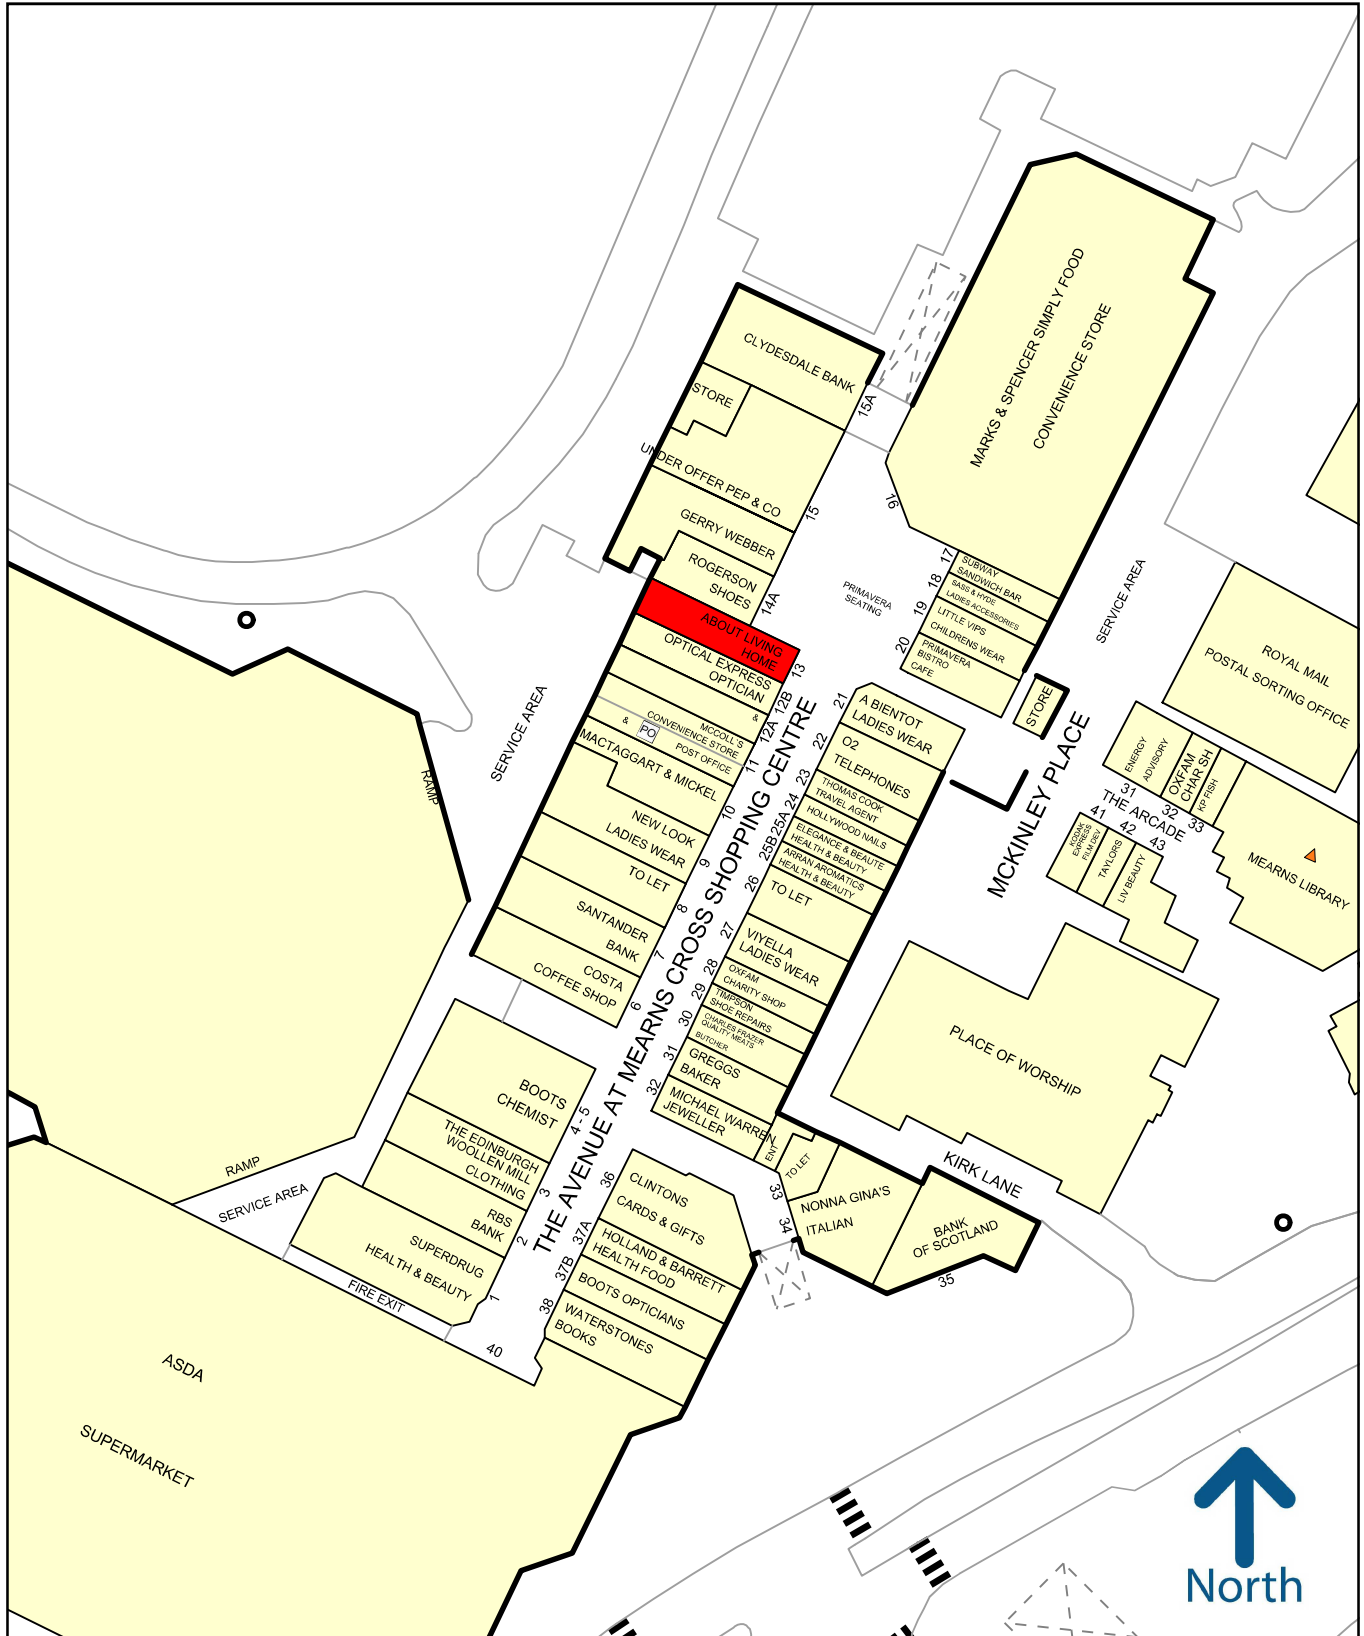 MARKS & SPENCER SIMPLY FOOD
CONVENIENCE STORE
CLYDESDALE BANK
15A
STORE
UNDER OFFER PEP & CO
15
16
GERRY WEBBER
ROGERSON
SHOES
14A
ABOUT LIVING
HOME
13
OPTICAL EXPRESS
OPTICIAN
12B
&
MCCOLL'S
CONVENIENCE STORE
12A
&
PO
POST OFFICE
11
MACTAGGART & MICKEL
10
NEW LOOK
LADIES WEAR
9
TO LET
8
SANTANDER
BANK
7
COSTA
COFFEE SHOP
6
PRIMAVERA
SEATING
17
SUBWAY
SANDWICH BAR
18
SASS & HYDE
LADIES ACCESSORIES
19
LITTLE VIPS
CHILDRENS WEAR
20
PRIMAVERA
BISTRO
CAFE
STORE
SERVICE AREA
ROYAL MAIL
POSTAL SORTING OFFICE
SERVICE AREA
RAMP
21
A BIENTOT
LADIES WEAR
22
O2
TELEPHONES
23
THOMAS COOK
TRAVEL AGENT
24
HOLLYWOOD NAILS
25A
ELEGANCE & BEAUTE
HEALTH & BEAUTY
25B
ARRAN AROMATICS
HEALTH & BEAUTY
26
TO LET
27
VIYELLA
LADIES WEAR
28
OXFAM
CHARITY SHOP
29
TIMPSON
SHOE REPAIRS
30
CHARLES FRAZER
QUALITY MEATS
BUTCHER
31
GREGGS
BAKER
32
MICHAEL WARREN
JEWELLER
THE AVENUE AT MEARNS CROSS SHOPPING CENTRE
MCKINLEY PLACE
ENERGY
ADVISORY
OXFAM
CHAR SH
KP FISH
31
32
33
THE ARCADE
41
42
43
KODAK
EXPRESS
FILM DEV
TAYLORS
LIV BEAUTY
MEARNS LIBRARY
PLACE OF WORSHIP
KIRK LANE
BOOTS
CHEMIST
4 - 5
THE EDINBURGH
WOOLLEN MILL
CLOTHING
3
RBS
BANK
2
SUPERDRUG
HEALTH & BEAUTY
1
FIRE EXIT
RAMP
SERVICE AREA
ENT
TO LET
33
34
NONNA GINA'S
ITALIAN
BANK
OF SCOTLAND
35
36
CLINTONS
CARDS & GIFTS
37A
HOLLAND & BARRETT
HEALTH FOOD
37B
BOOTS OPTICIANS
38
WATERSTONES
BOOKS
40
ASDA
SUPERMARKET
North